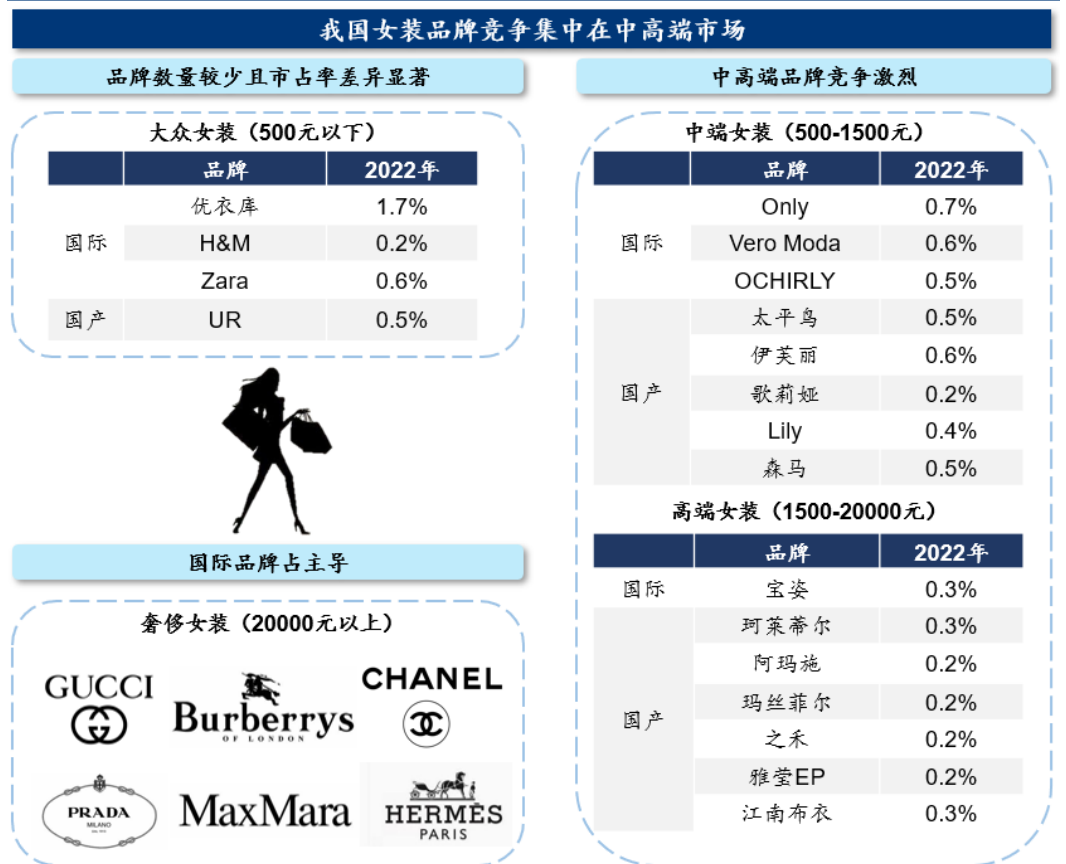 我国女装品牌竞争集中在中高端市场
品牌数量较少且市占率差异显著
大众女装（500元以下）
品牌 2022年
国际
优衣库 1.7%
H&M 0.2%
Zara 0.6%
国产 UR 0.5%
国际品牌占主导
奢侈女装（20000元以上）
GUCCI
Burberrys
OF LONDON
CHANEL
PRADA
MILANO
MaxMara
HERMÈS
PARIS
中高端品牌竞争激烈
中端女装（500-1500元）
品牌 2022年
国际
Only 0.7%
Vero Moda 0.6%
OCHIRLY 0.5%
国产
太平鸟 0.5%
伊芙丽 0.6%
歌莉娅 0.2%
Lily 0.4%
森马 0.5%
高端女装（1500-20000元）
品牌 2022年
国际 宝姿 0.3%
国产
珂莱蒂尔 0.3%
阿玛施 0.2%
玛丝菲尔 0.2%
之禾 0.2%
雅莹EP 0.2%
江南布衣 0.3%